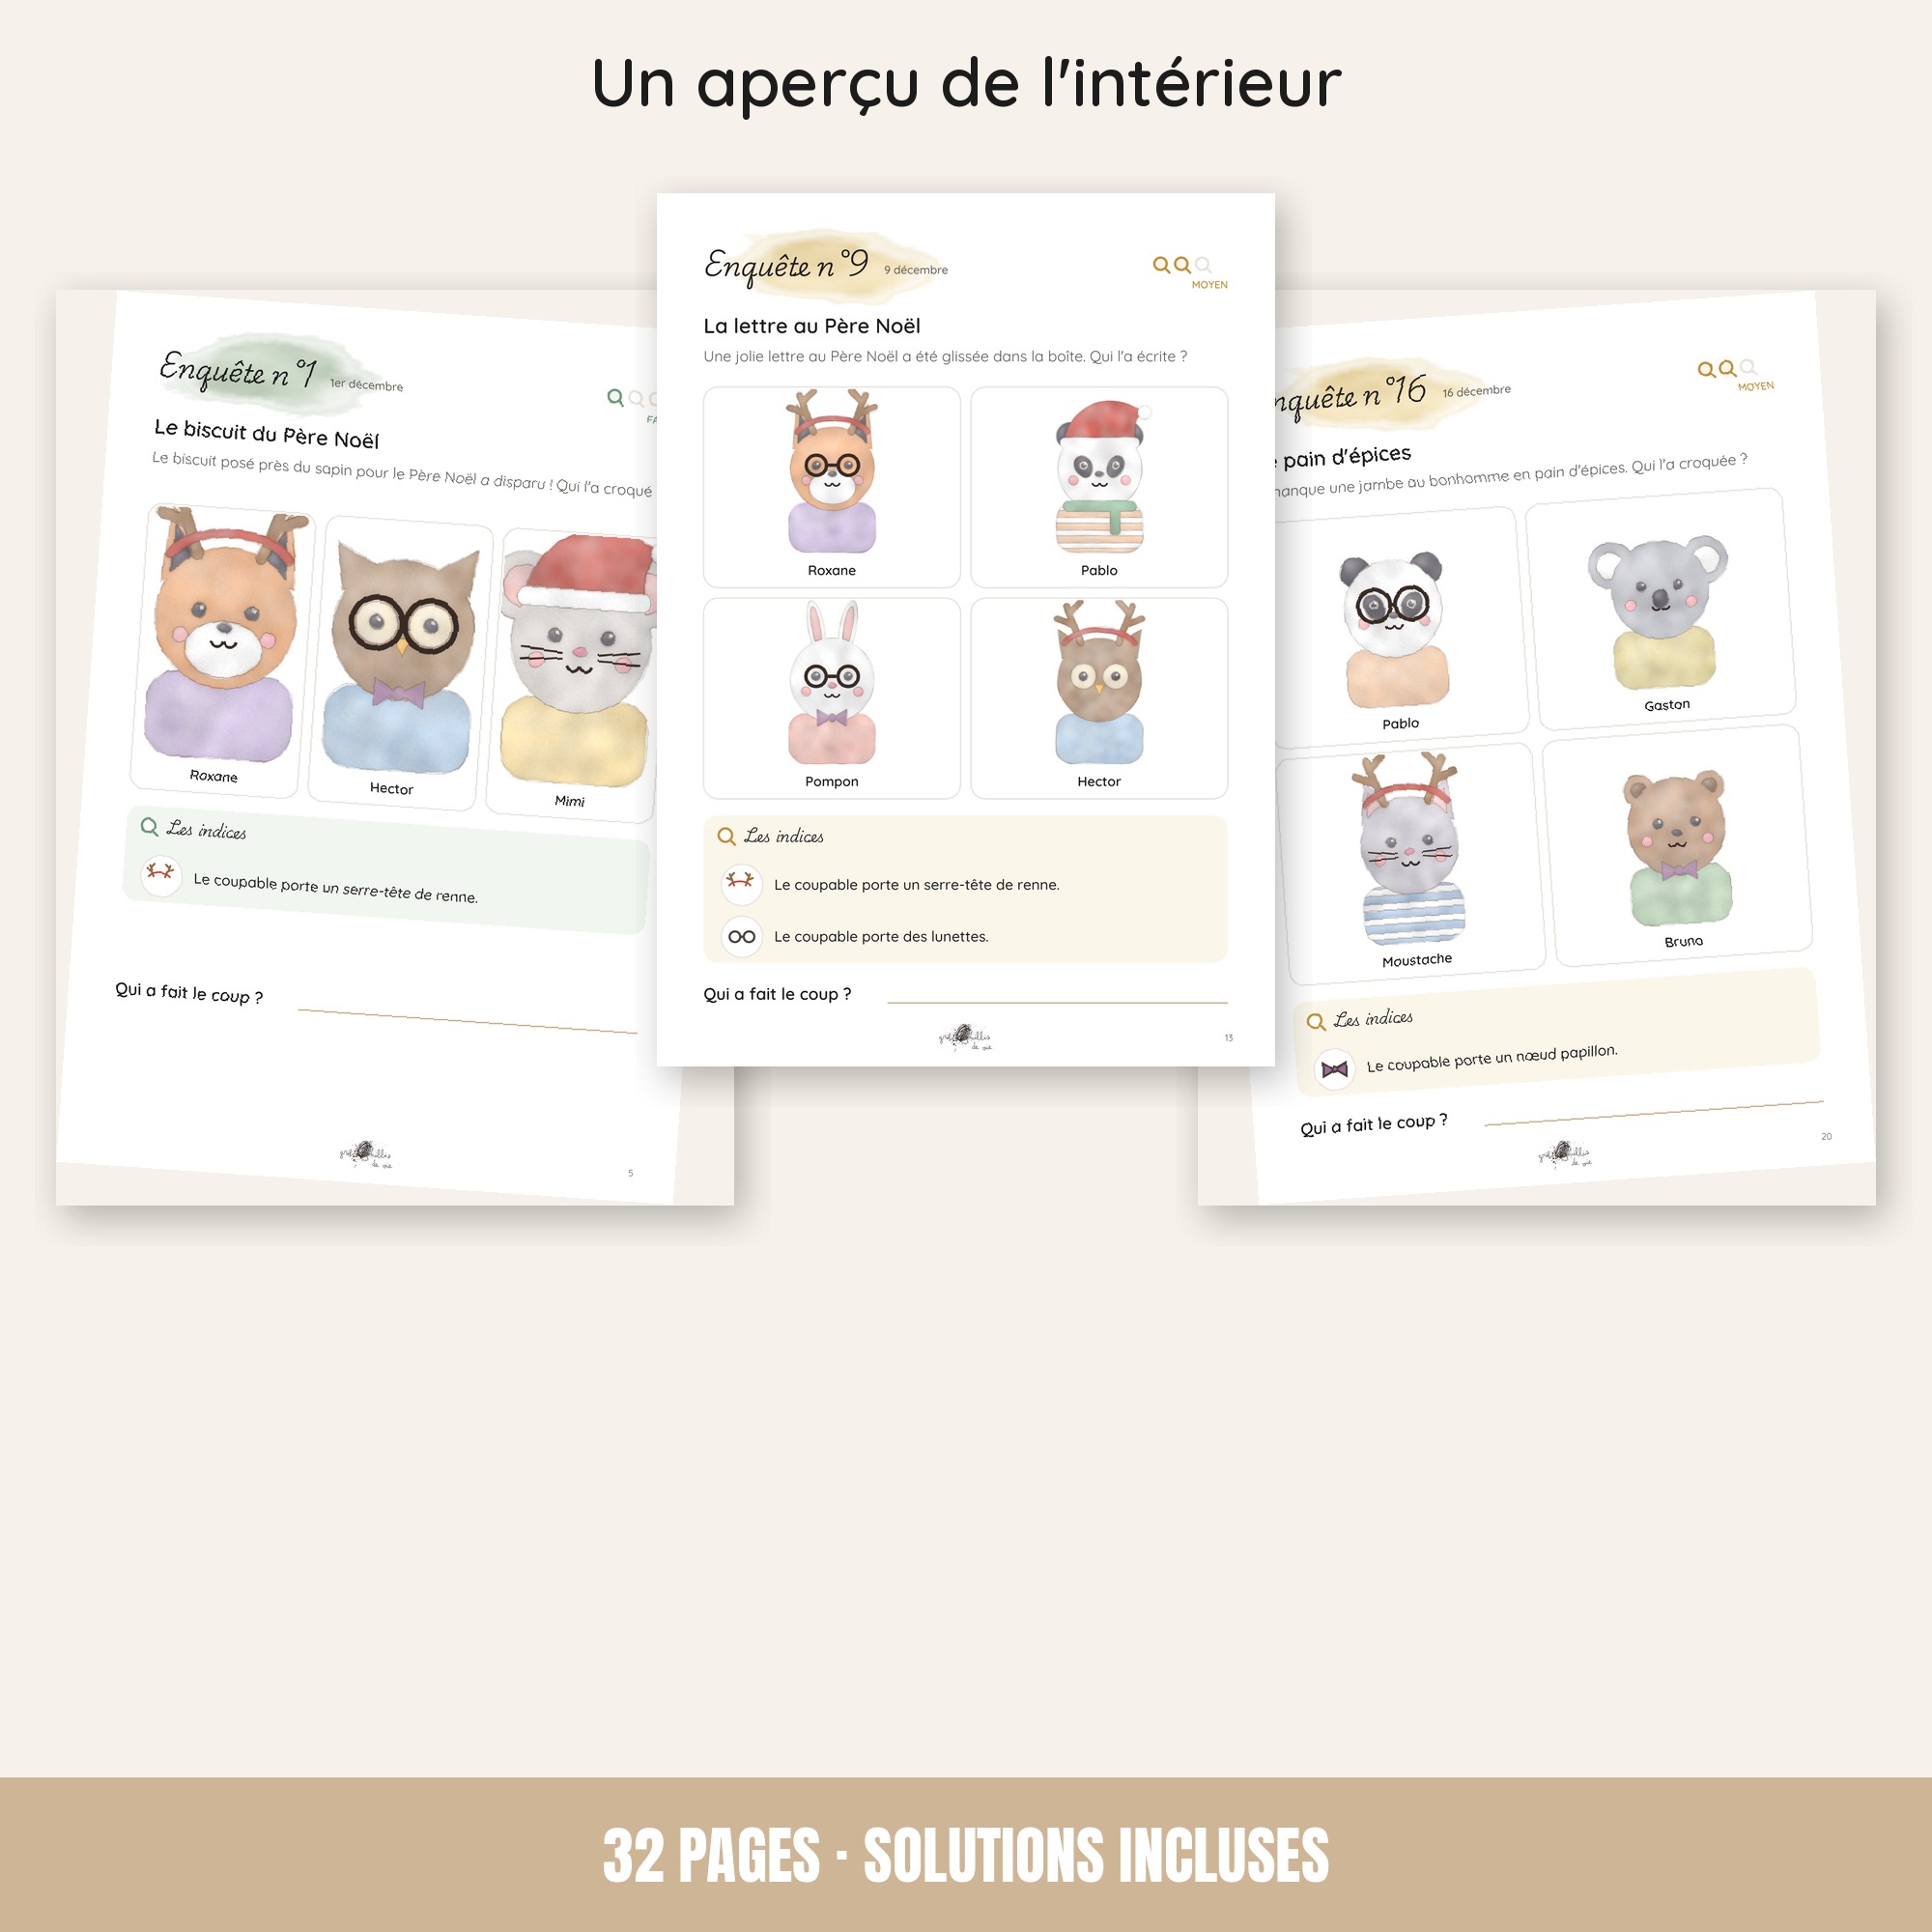 Un aperçu de l'intérieur
Enquête n°1 1er décembre
Le biscuit du Père Noël
Le biscuit posé près du sapin pour le Père Noël a disparu ! Qui l'a croqué
Roxane
Hector
Mimi
Les indices
Le coupable porte un serre-tête de renne.
Qui a fait le coup ?
5
Enquête n°9 9 décembre
MOYEN
La lettre au Père Noël
Une jolie lettre au Père Noël a été glissée dans la boîte. Qui l'a écrite ?
Roxane
Pablo
Pompon
Hector
Les indices
Le coupable porte un serre-tête de renne.
Le coupable porte des lunettes.
Qui a fait le coup ?
13
nquête n°16 16 décembre
MOYEN
pain d'épices
manque une jambe au bonhomme en pain d'épices. Qui l'a croquée ?
Pablo
Gaston
Moustache
Bruno
Les indices
Le coupable porte un nœud papillon.
Qui a fait le coup ?
20
32 PAGES · SOLUTIONS INCLUSES